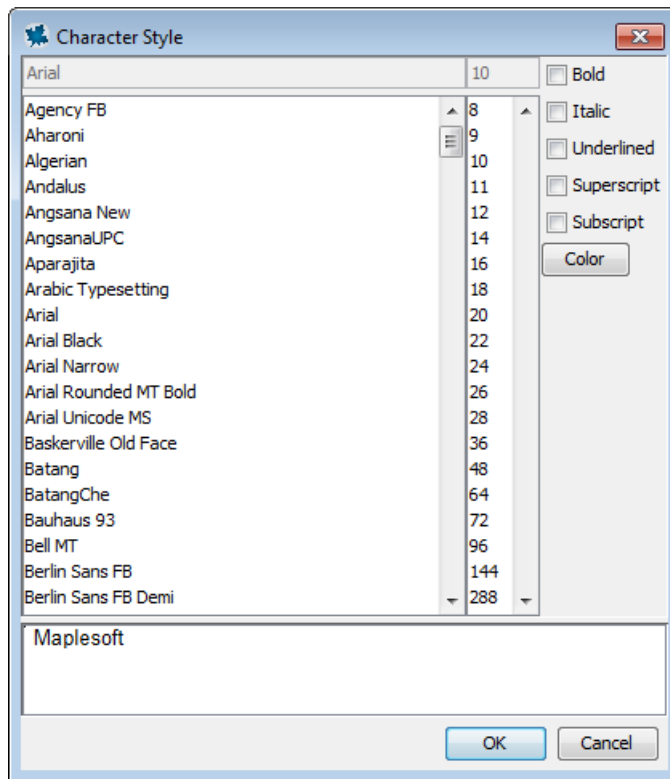 Character Style
Arial 10 Bold
Agency FB 8 Italic
Aharoni 9 Underlined
Algerian 10 Superscript
Andalus 11 Subscript
Angsana New 12 Color
AngsanaUPC 14
Aparajita 16
Arabic Typesetting 18
Arial 20
Arial Black 22
Arial Narrow 24
Arial Rounded MT Bold 26
Arial Unicode MS 28
Baskerville Old Face 36
Batang 48
BatangChe 64
Bauhaus 93 72
Bell MT 96
Berlin Sans FB 144
Berlin Sans FB Demi 288
Maplesoft
OK Cancel